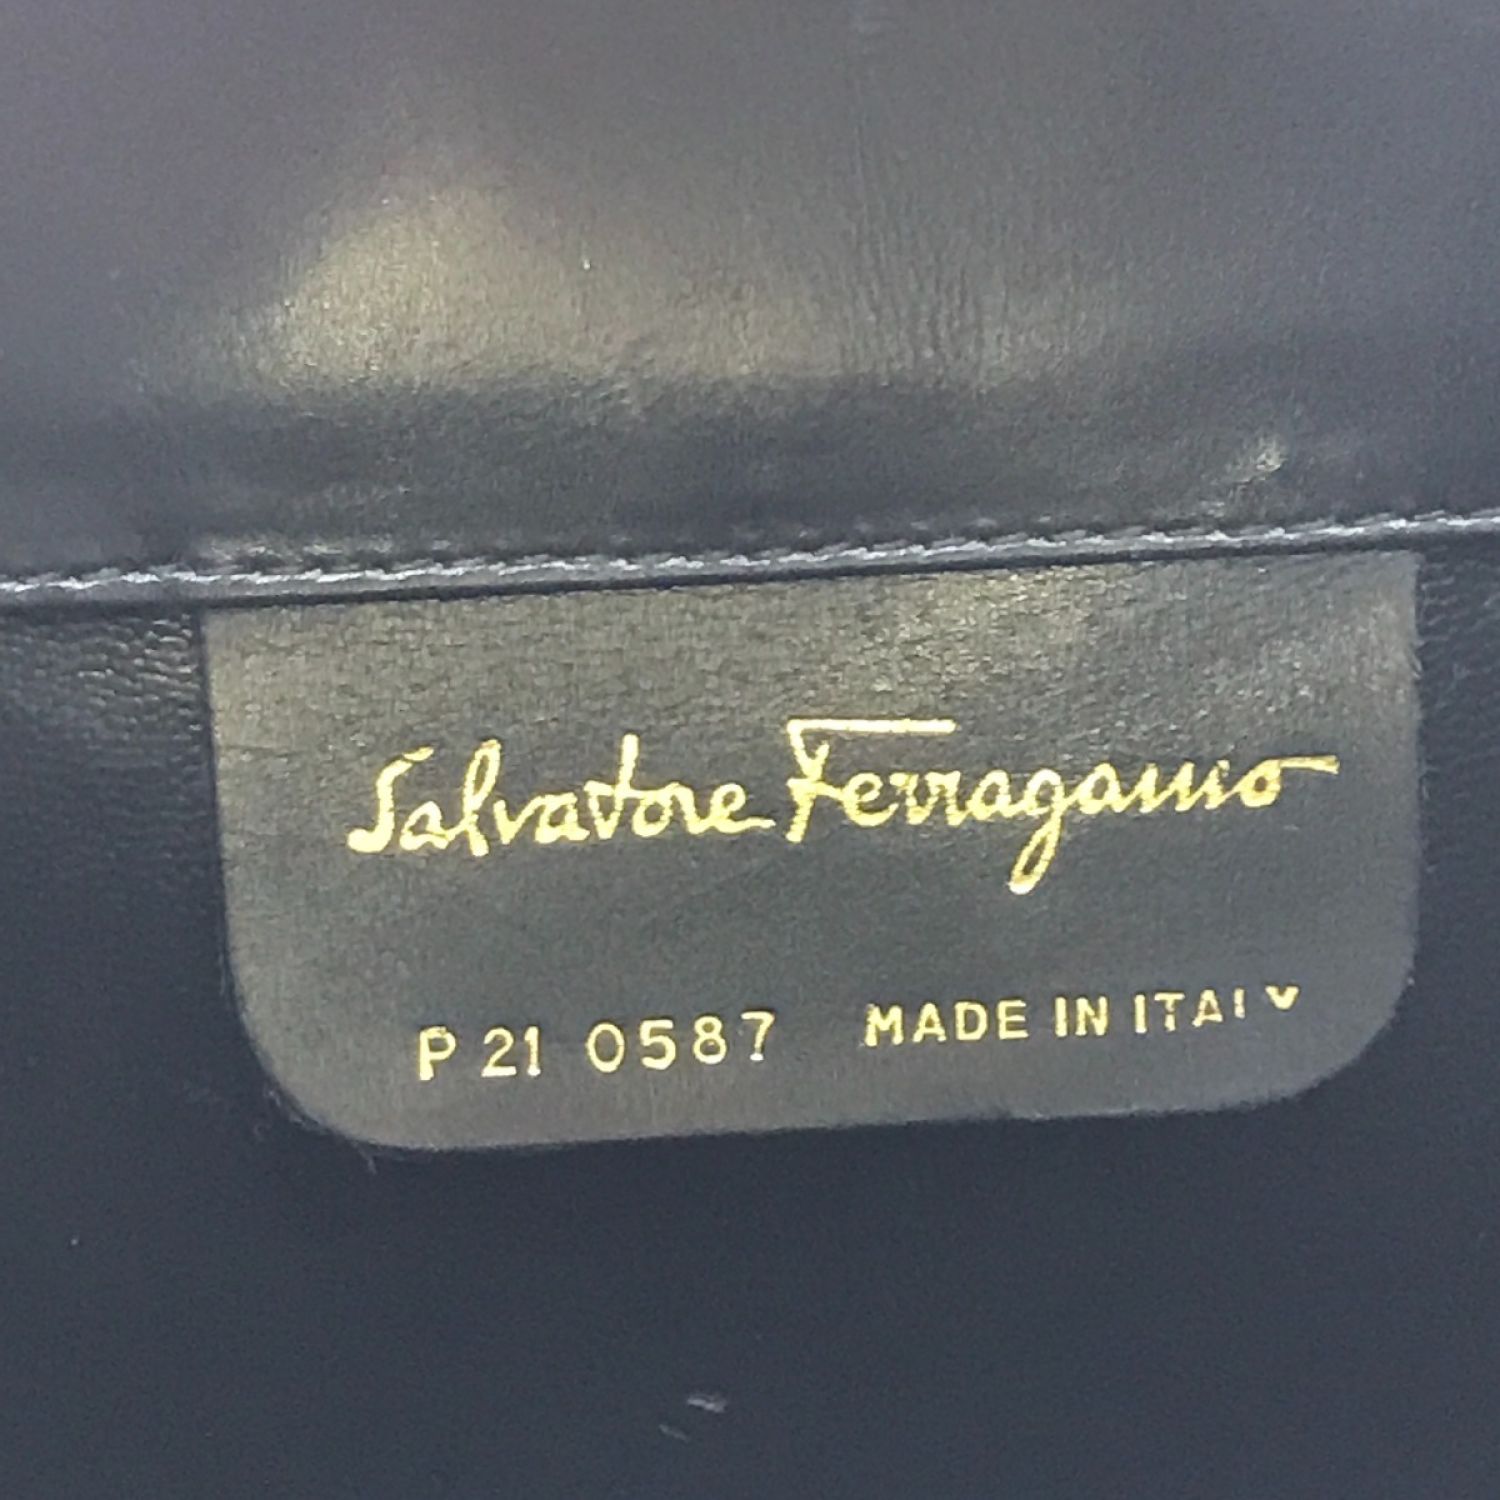 Salvatore Ferragamo
P 21 0587 MADE IN ITALY